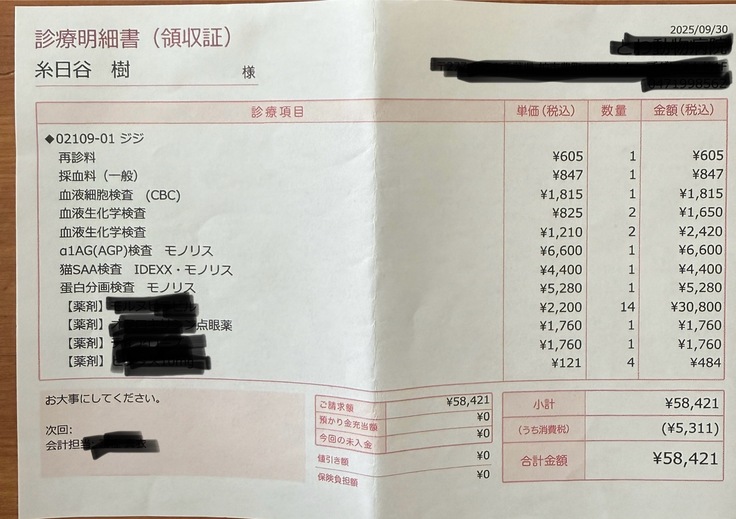 診療明細書（領収証）
2025/09/30
糸日谷　樹　様
診療項目　単価（税込）　数量　金額（税込）
◆02109-01 ジジ
再診料　¥605　1　¥605
採血料（一般）　¥847　1　¥847
血液細胞検査　(CBC)　¥1,815　1　¥1,815
血液生化学検査　¥825　2　¥1,650
血液生化学検査　¥1,210　2　¥2,420
α1AG(AGP)検査　モノリス　¥6,600　1　¥6,600
猫SAA検査　IDEXX・モノリス　¥4,400　1　¥4,400
蛋白分画検査　モノリス　¥5,280　1　¥5,280
【薬剤】　¥2,200　14　¥30,800
【薬剤】　点眼薬　¥1,760　1　¥1,760
【薬剤】　¥1,760　1　¥1,760
【薬剤】　¥121　4　¥484
お大事にしてください。
次回:
会計担当
ご請求額　¥58,421
預かり金充当額　¥0
今回の未入金　¥0
値引き額　¥0
保険負担額　¥0
小計　¥58,421
（うち消費税）　(¥5,311)
合計金額　¥58,421